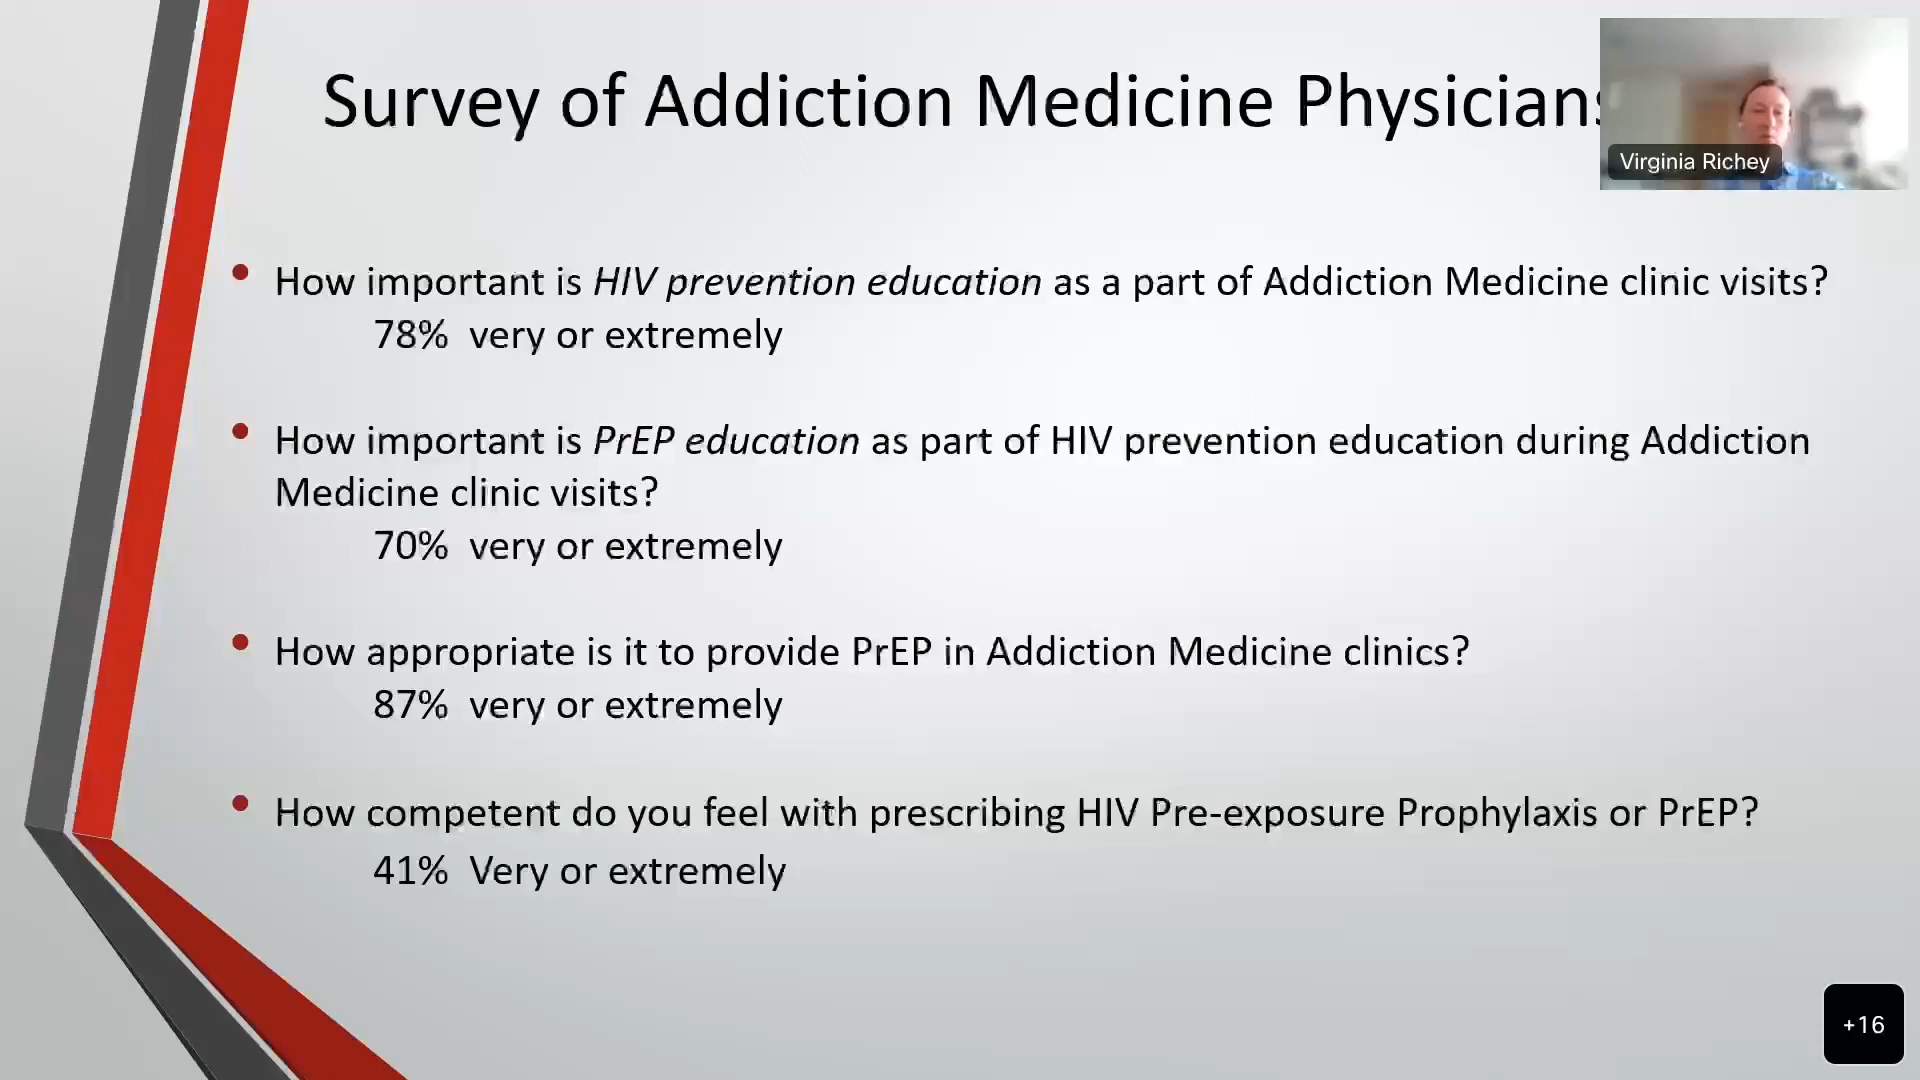 Survey of Addiction Medicine Physicians
Virginia Richey
• How important is HIV prevention education as a part of Addiction Medicine clinic visits?
78% very or extremely
• How important is PrEP education as part of HIV prevention education during Addiction
Medicine clinic visits?
70% very or extremely
• How appropriate is it to provide PrEP in Addiction Medicine clinics?
87% very or extremely
• How competent do you feel with prescribing HIV Pre-exposure Prophylaxis or PrEP?
41% Very or extremely
+16